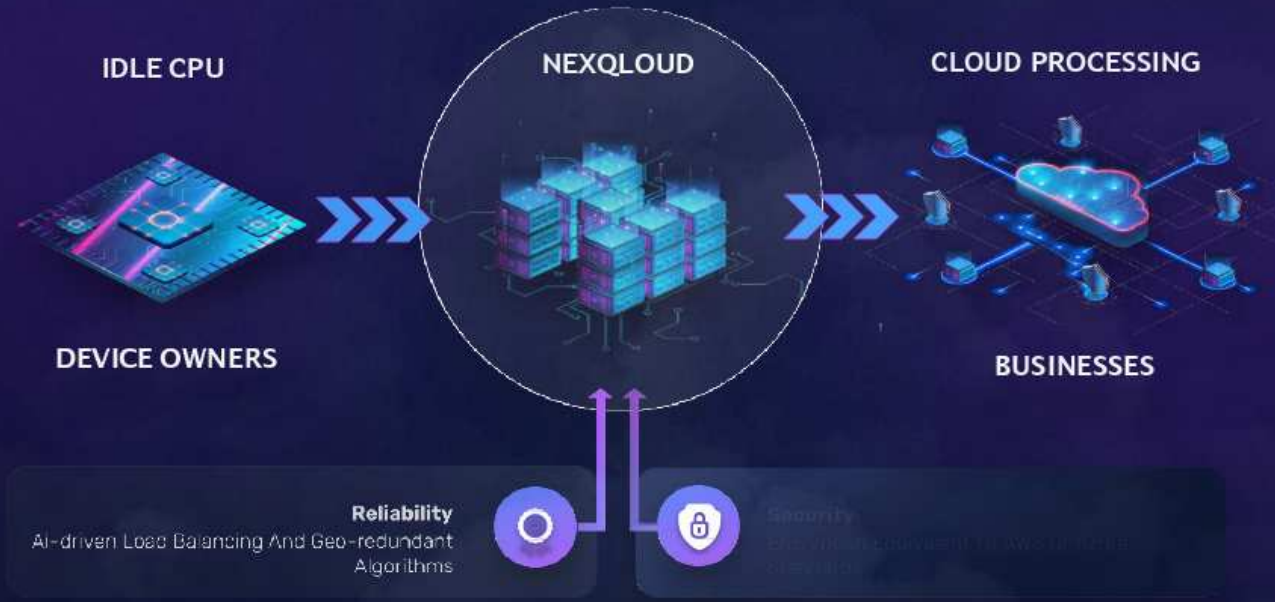 IDLE CPU
NEXQLOUD
CLOUD PROCESSING
DEVICE OWNERS
BUSINESSES
Reliability
AI-driven Load Balancing And Geo-redundant
Algorithms
Security